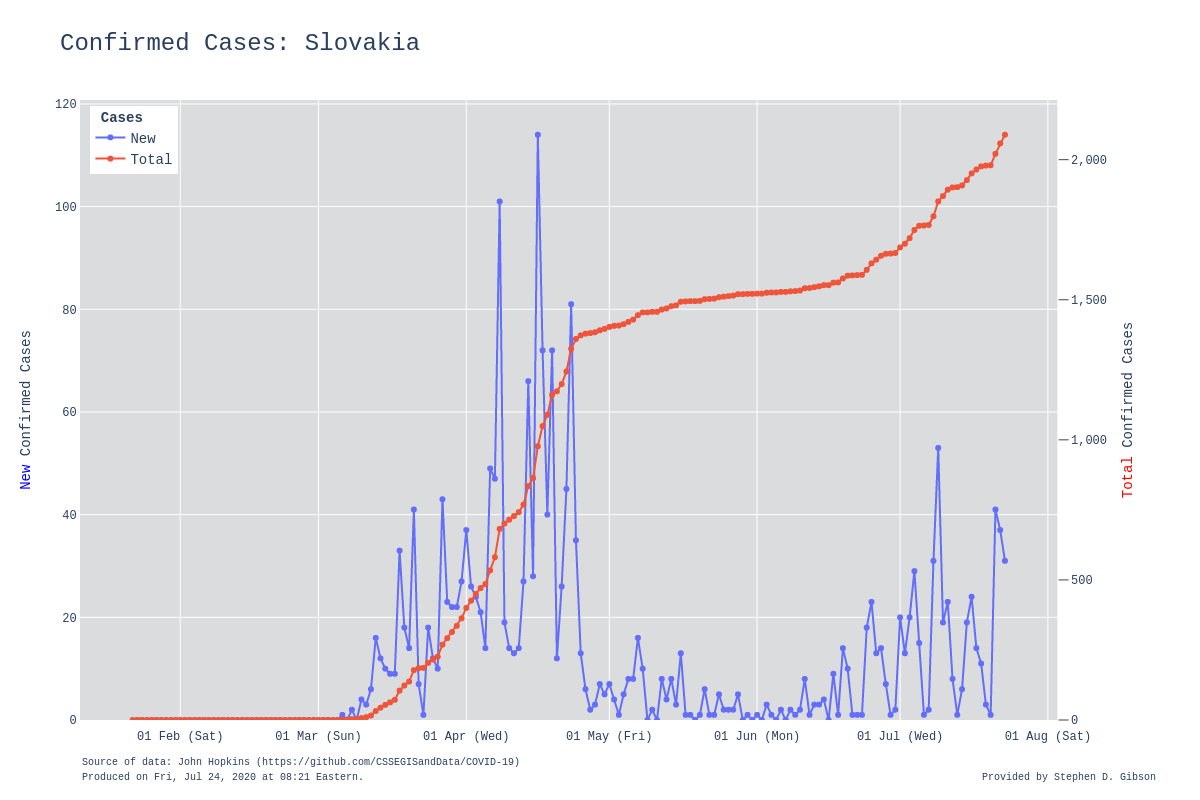 Confirmed Cases: Slovakia
Cases
New
Total
120
100
80
60
40
20
0
2,000
1,500
1,000
500
0
New Confirmed Cases
Total Confirmed Cases
01 Feb (Sat)
01 Mar (Sun)
01 Apr (Wed)
01 May (Fri)
01 Jun (Mon)
01 Jul (Wed)
01 Aug (Sat)
Source of data: John Hopkins (https://github.com/CSSEGISandData/COVID-19)
Produced on Fri, Jul 24, 2020 at 08:21 Eastern.
Provided by Stephen D. Gibson